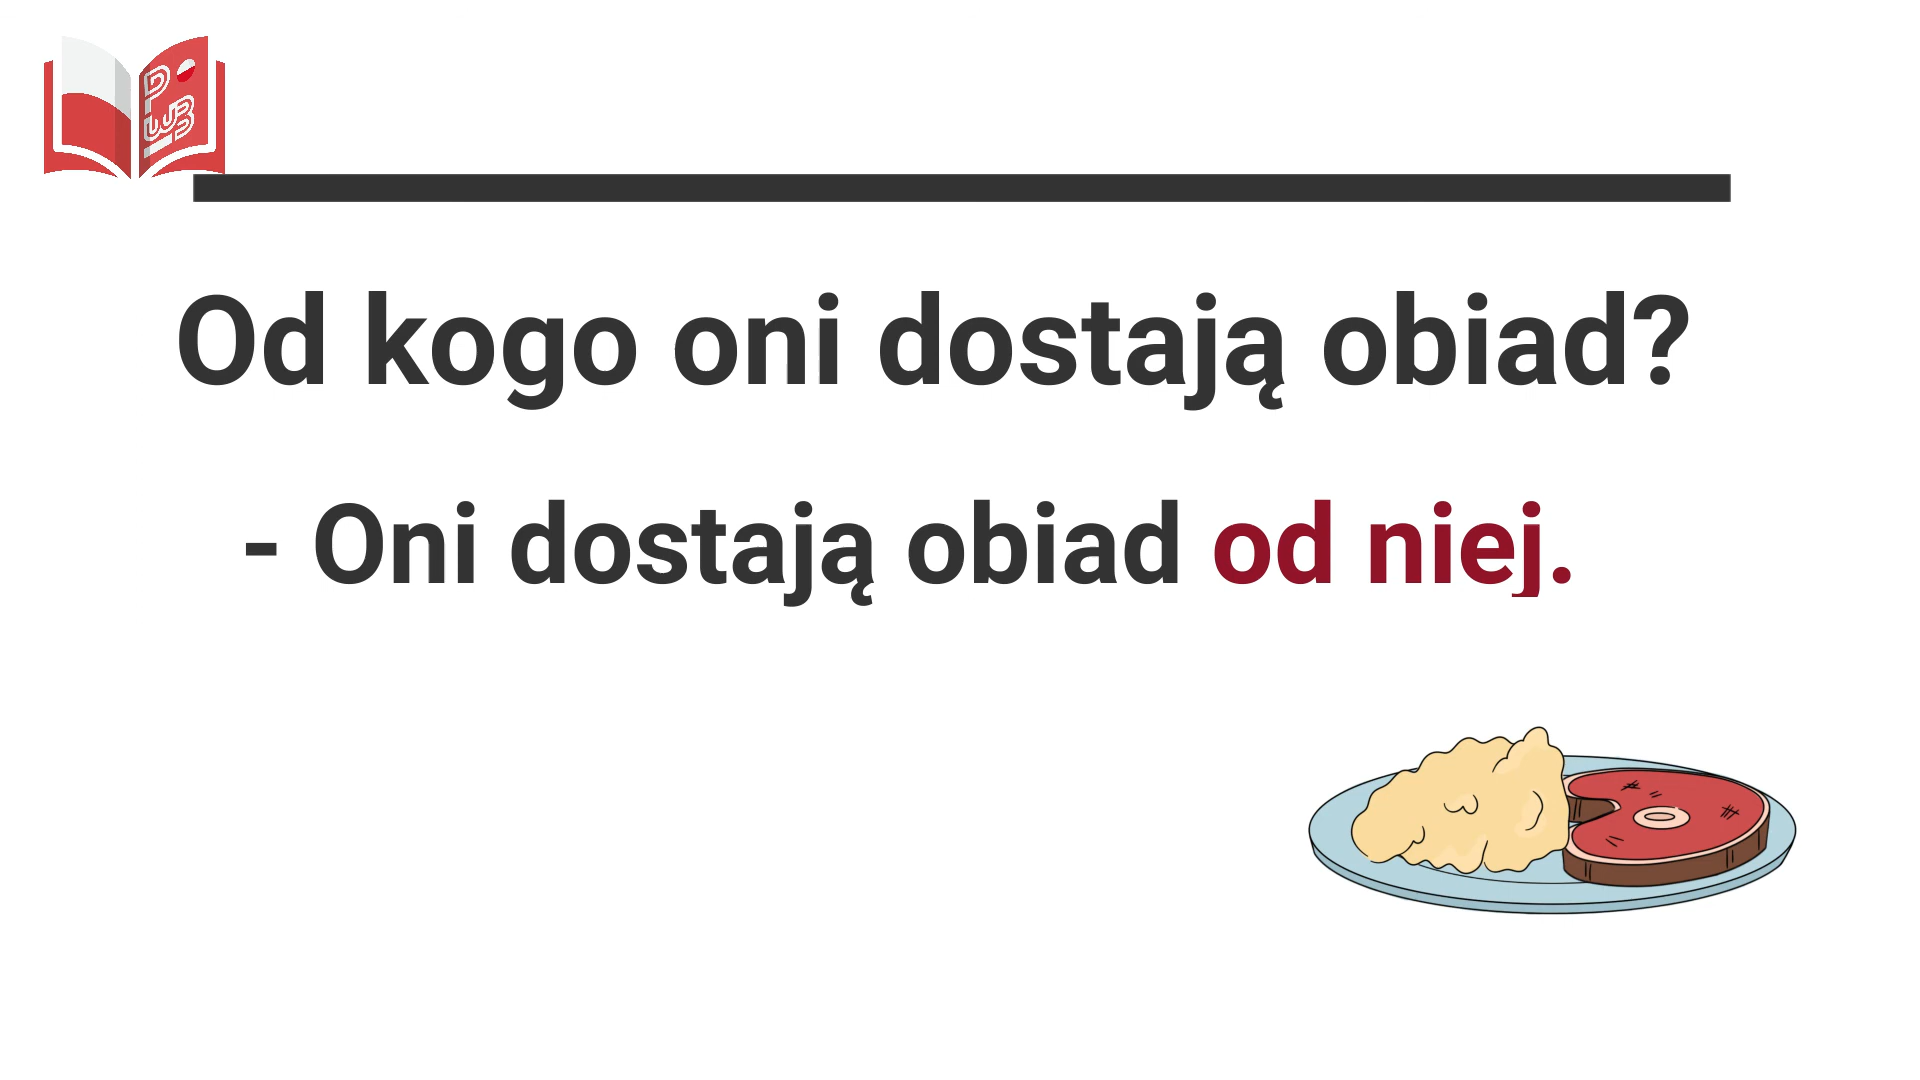 Od kogo oni dostają obiad?
- Oni dostają obiad od niej.